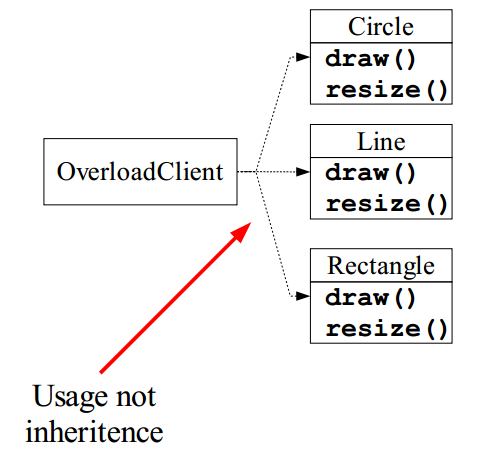 Circle
draw()
resize()
Line
draw()
resize()
OverloadClient
Rectangle
draw()
resize()
Usage not
inheritence